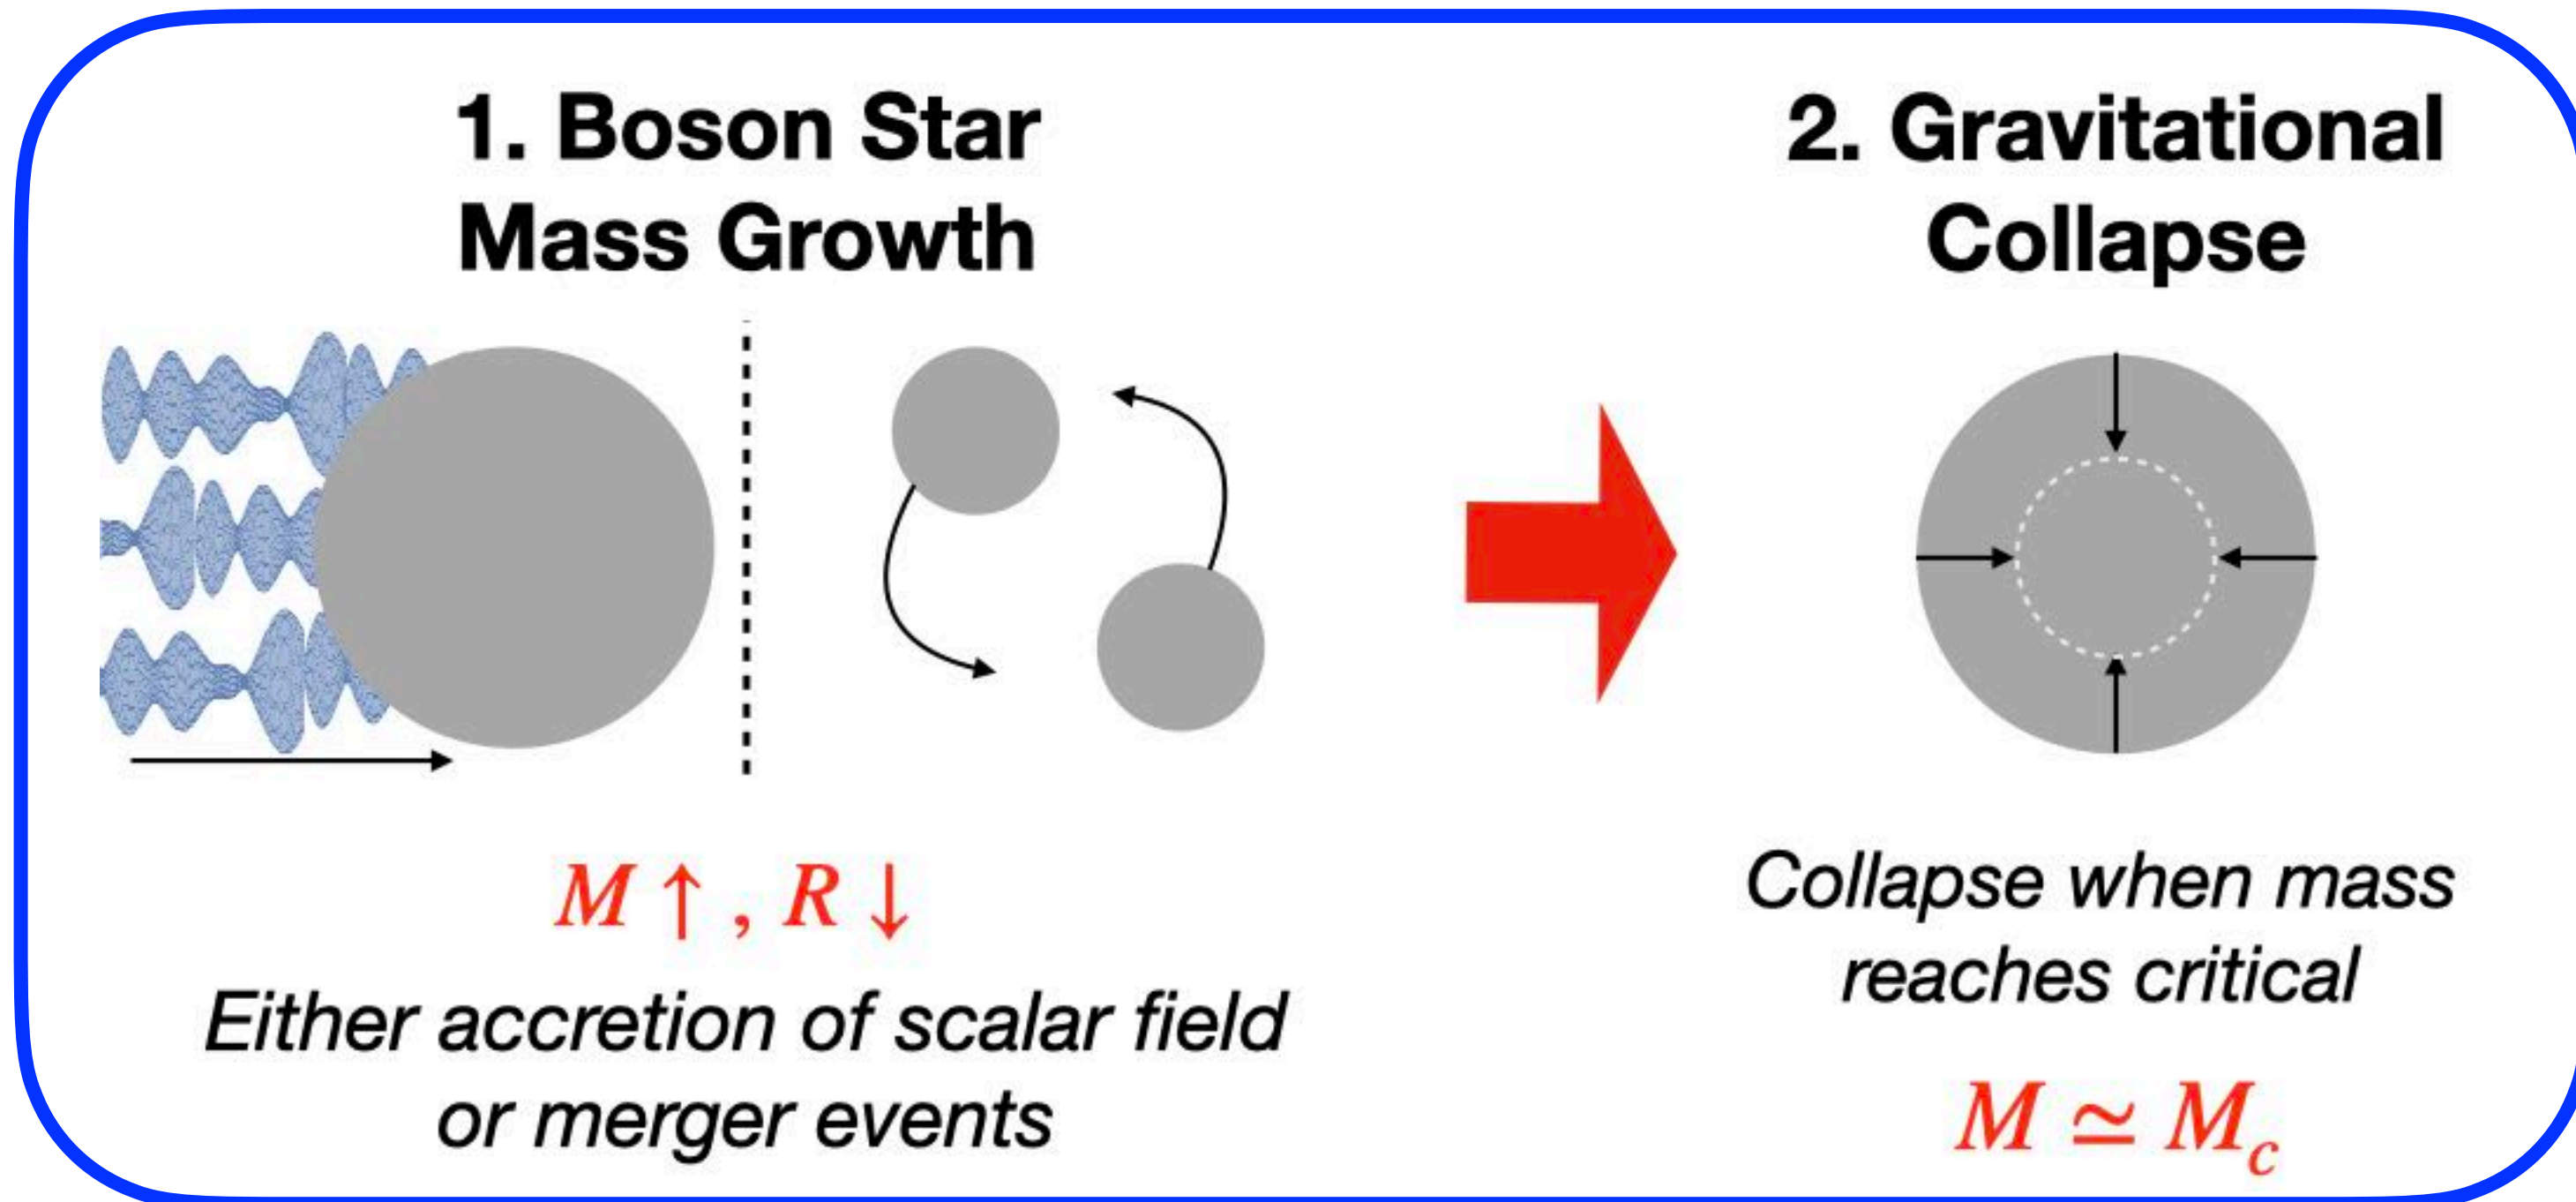 1. Boson Star
Mass Growth
M ↑ , R ↓
Either accretion of scalar field
or merger events
2. Gravitational
Collapse
Collapse when mass
reaches critical
M ≃ M_c